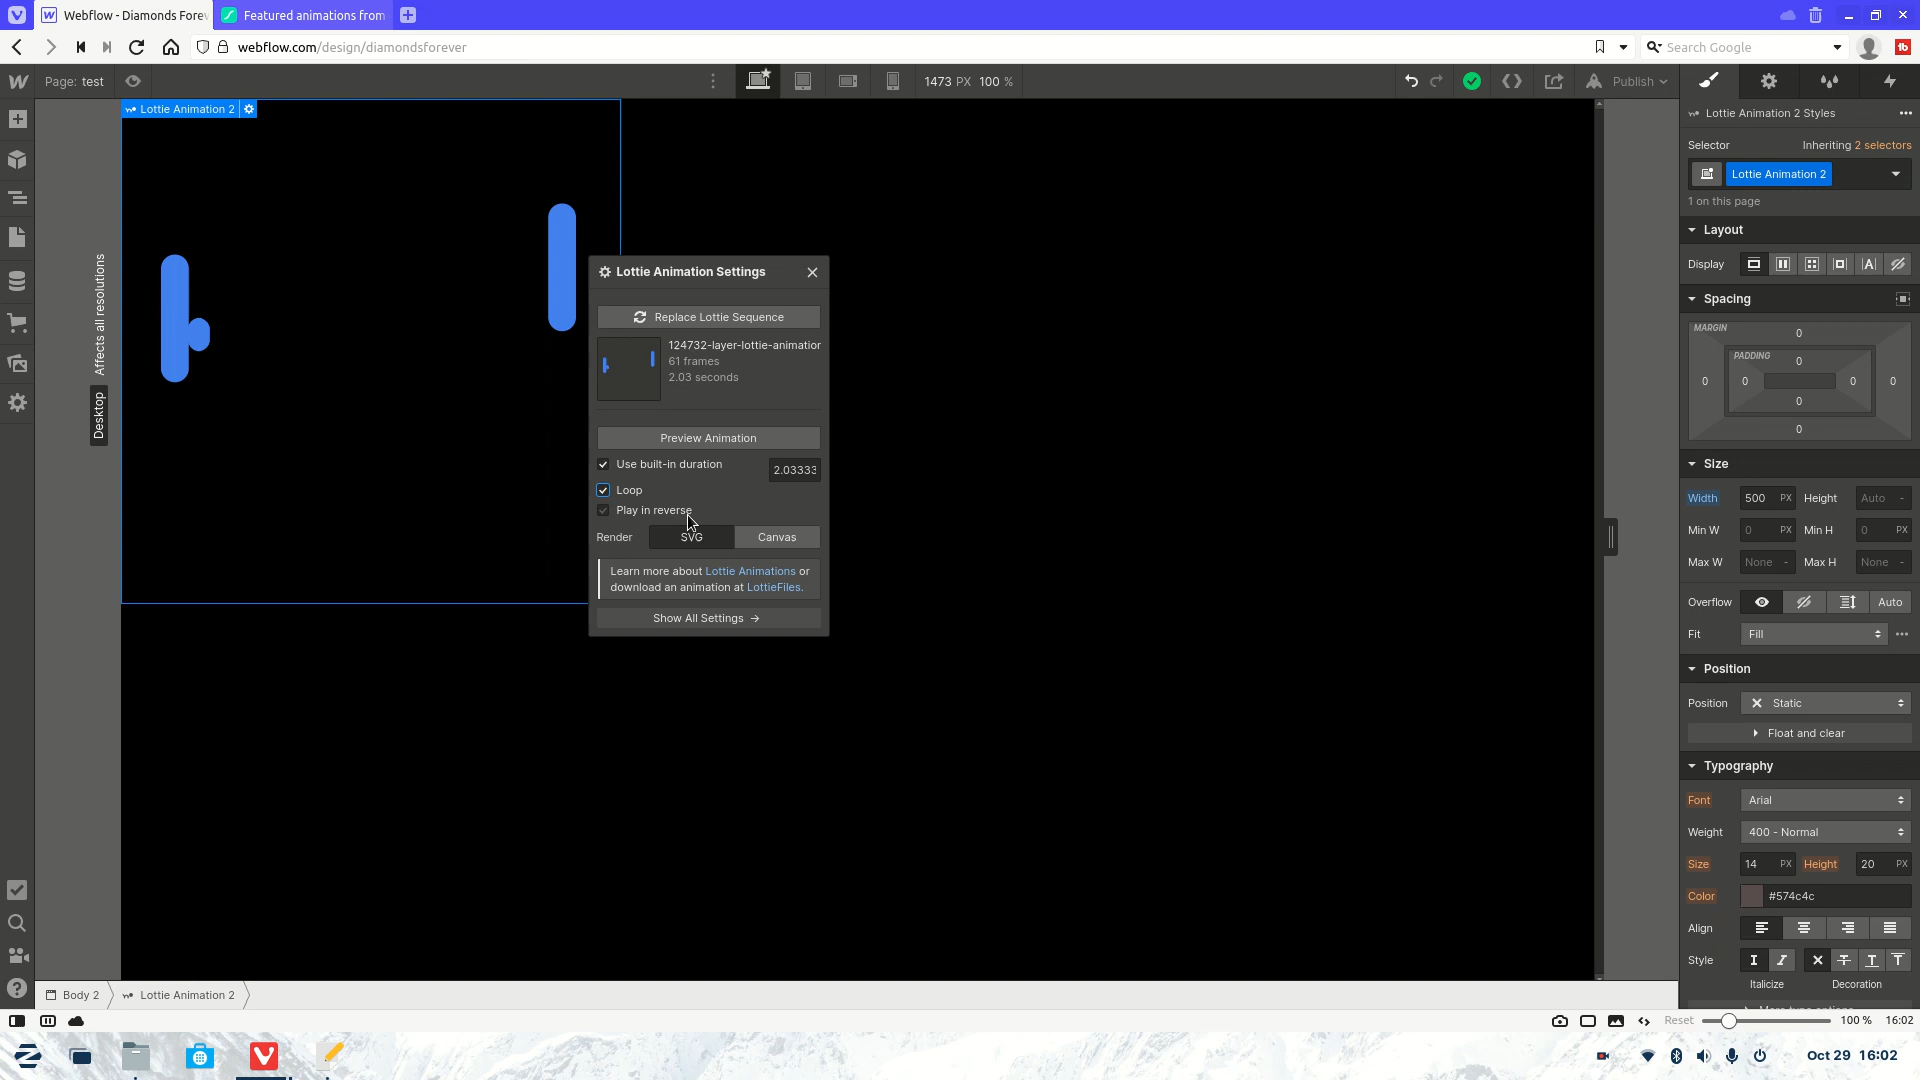 Webflow - Diamonds Forev
Featured animations from
webflow.com/design/diamondsforever
Search Google
Page: test
1473 PX 100 %
Publish
Lottie Animation 2
Affects all resolutions
Desktop
Lottie Animation Settings
Replace Lottie Sequence
124732-layer-lottie-animation
61 frames
2.03 seconds
Preview Animation
Use built-in duration
2.03333
Loop
Play in reverse
Render
SVG
Canvas
Learn more about Lottie Animations or
download an animation at LottieFiles.
Show All Settings →
Lottie Animation 2 Styles
Selector
Inheriting 2 selectors
Lottie Animation 2
1 on this page
Layout
Display
Spacing
MARGIN
0
PADDING
0
0 0 0 0
0
0
Size
Width 500 PX Height Auto -
Min W 0 PX Min H 0 PX
Max W None - Max H None -
Overflow Auto
Fit Fill
Position
Position Static
Float and clear
Typography
Font Arial
Weight 400 - Normal
Size 14 PX Height 20 PX
Color #574c4c
Align
Style
Italicize Decoration
More type options
Body 2
Lottie Animation 2
Reset
100 %
16:02
Oct 29 16:02